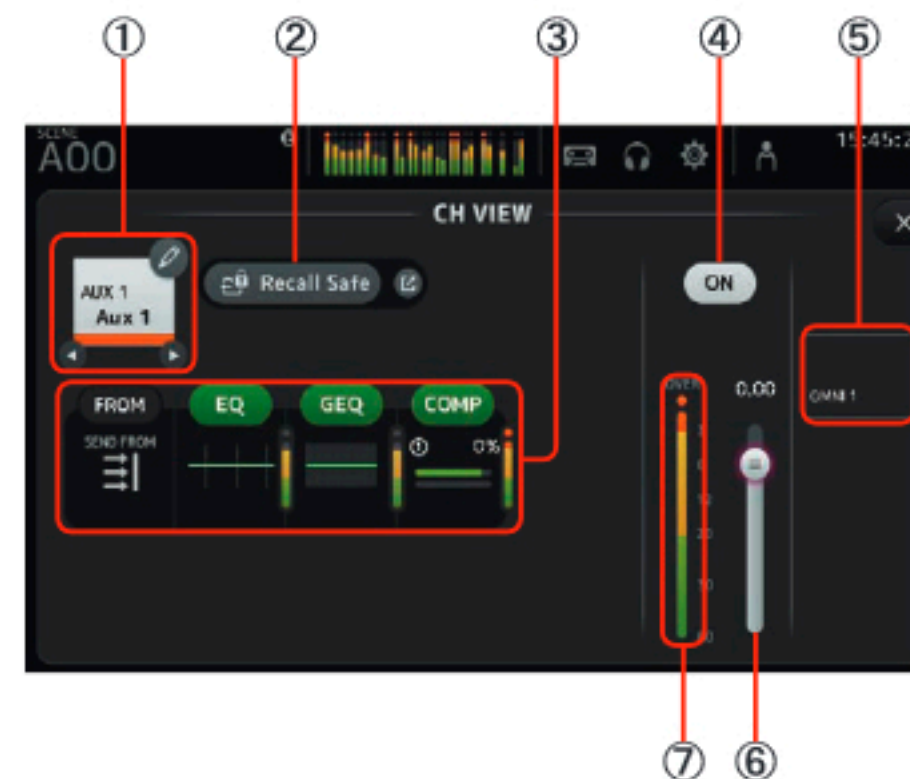 ① ② ③ ④ ⑤
SCENE
A00
15:45:2
CH VIEW
AUX 1
Aux 1
Recall Safe
ON
FROM EQ GEQ COMP
SEND FROM
① 0%
OVER
0.00
OMNI 1
⑦ ⑥